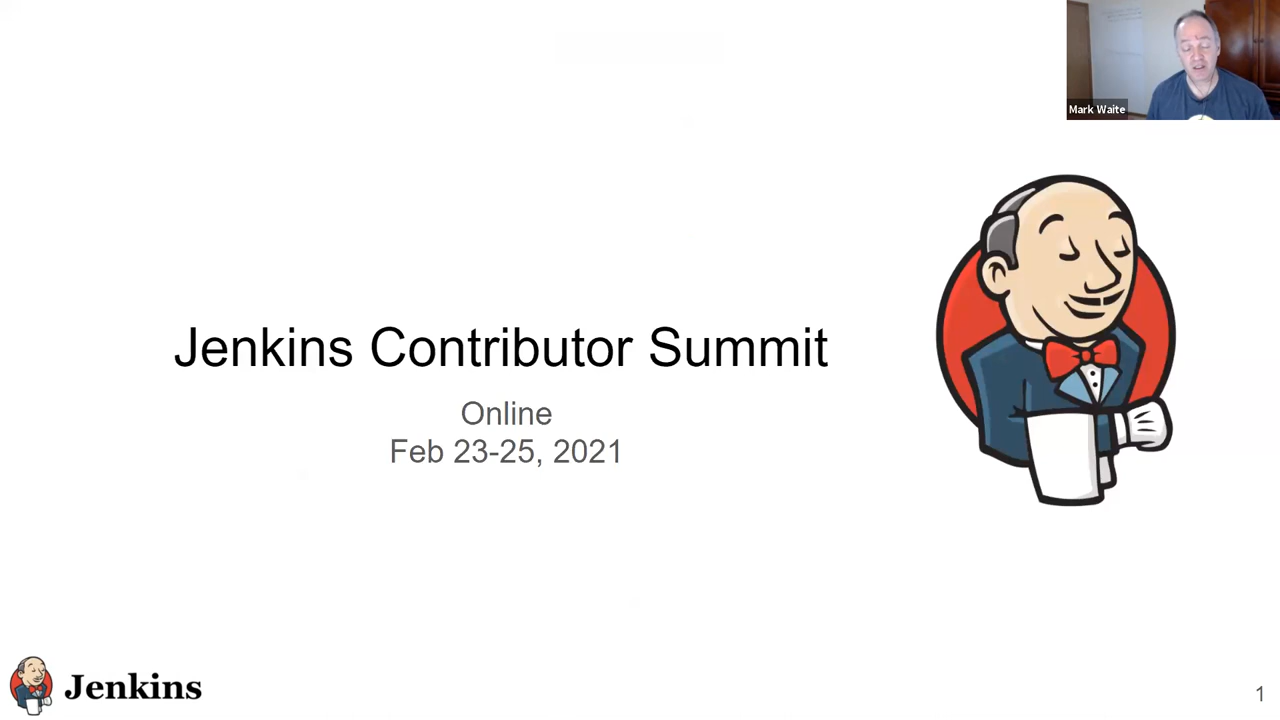 Mark Waite
Jenkins Contributor Summit
Online
Feb 23-25, 2021
Jenkins
1